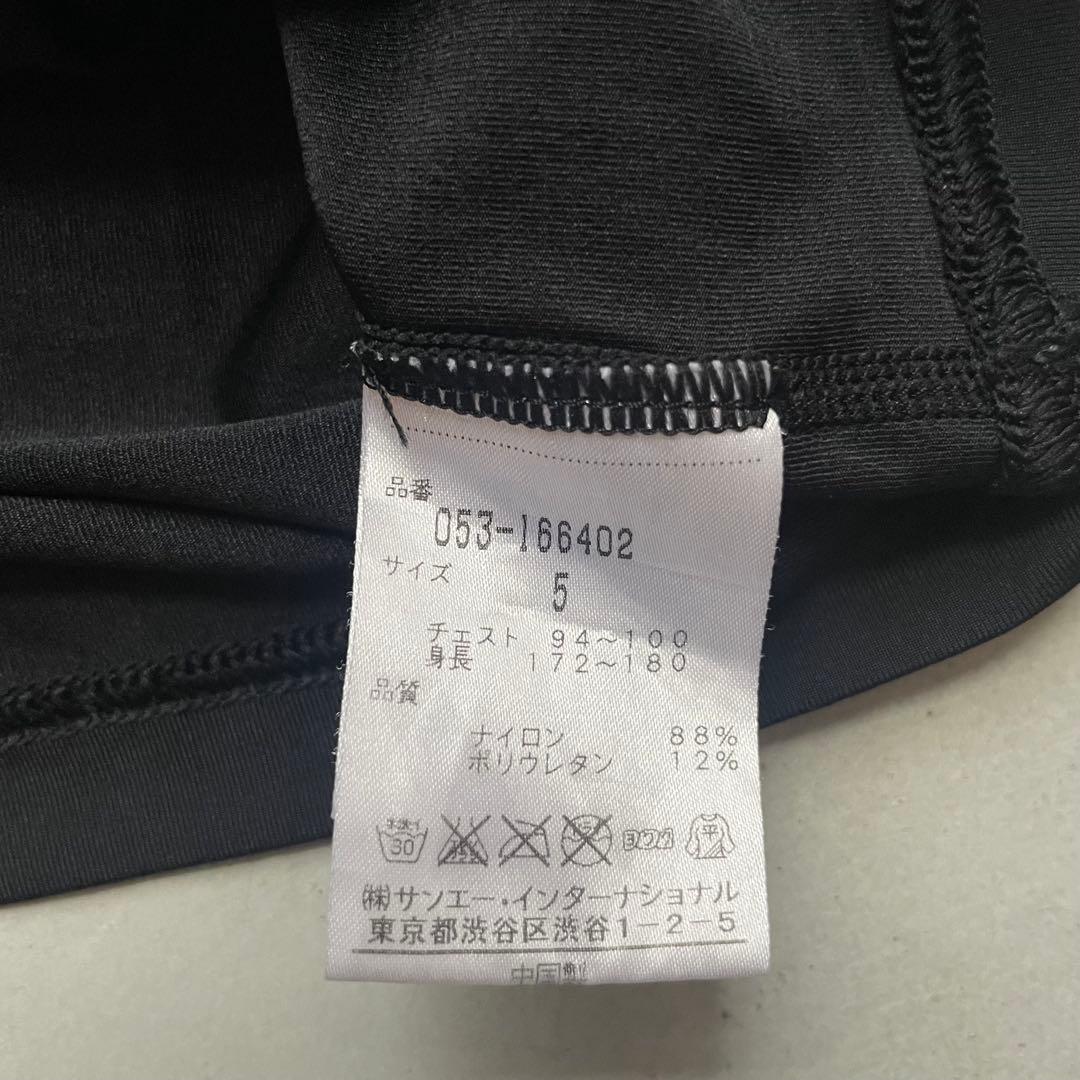 品番
053-166402
サイズ
5
チェスト 94～100
身長 172～180
品質
ナイロン 88%
ポリウレタン 12%
30 ヨワク 平
㈱サンエー・インターナショナル
東京都渋谷区渋谷1-2-5
中国製